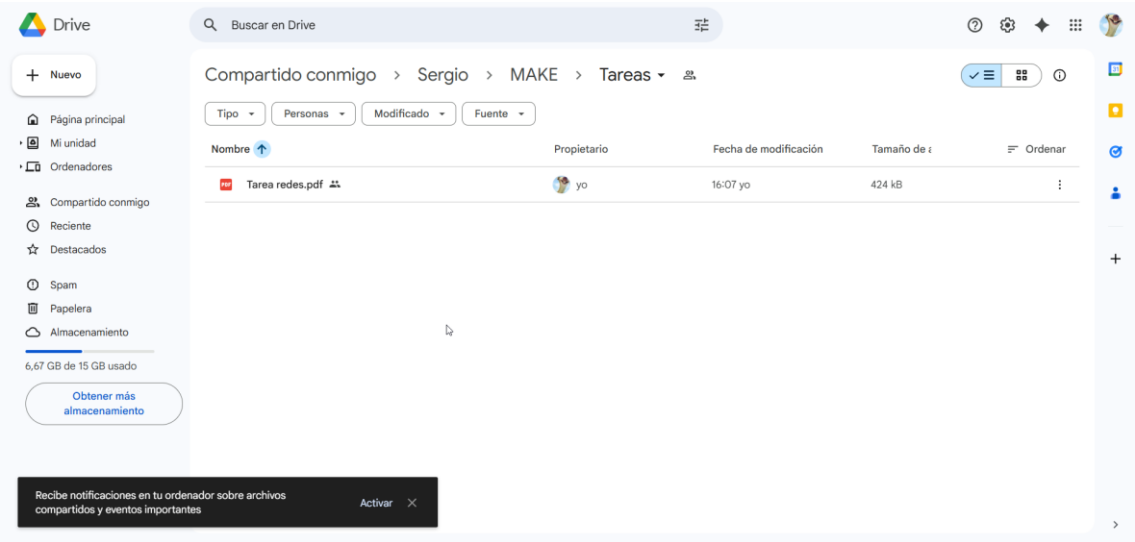 Drive
Buscar en Drive
Nuevo
Página principal
Mi unidad
Ordenadores
Compartido conmigo
Reciente
Destacados
Spam
Papelera
Almacenamiento
6,67 GB de 15 GB usado
Obtener más
almacenamiento
Compartido conmigo > Sergio > MAKE > Tareas
Tipo Personas Modificado Fuente
Nombre Propietario Fecha de modificación Tamaño de Ordenar
PDF Tarea redes.pdf yo 16:07 yo 424 kB
Recibe notificaciones en tu ordenador sobre archivos
compartidos y eventos importantes
Activar